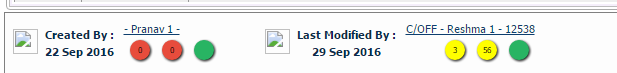 Created By : - Pranav 1 -
22 Sep 2016 0 0
Last Modified By : C/OFF - Reshma 1 - 12538
29 Sep 2016 3 56